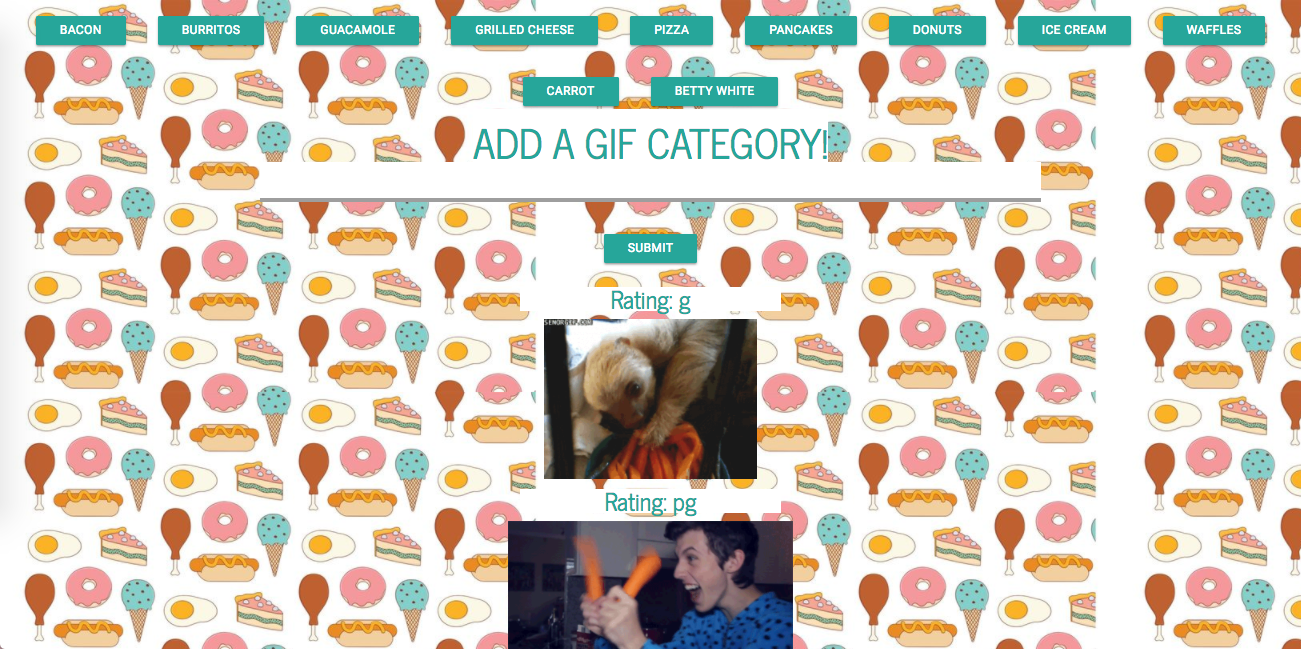 BACON BURRITOS GUACAMOLE GRILLED CHEESE PIZZA PANCAKES DONUTS ICE CREAM WAFFLES
CARROT BETTY WHITE
ADD A GIF CATEGORY!
SUBMIT
Rating: g
Rating: pg